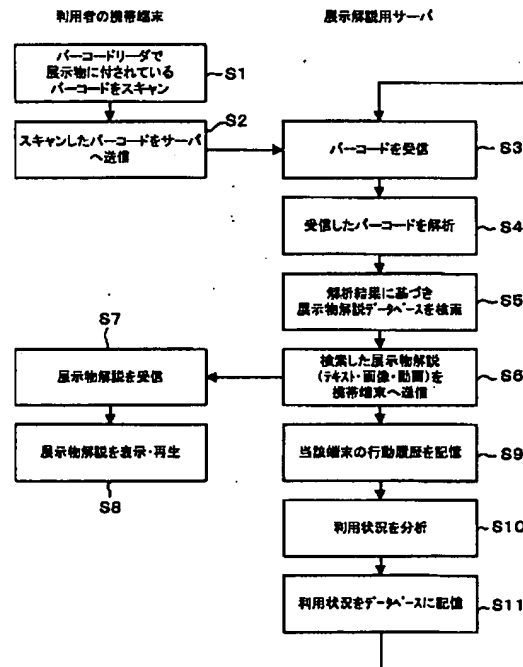 利用者の携帯端末
展示解説用サーバ
バーコードリーダで
展示物に付されている
バーコードをスキャン
S1
S2
スキャンしたバーコードをサーバ
へ送信
バーコードを受信
S3
受信したバーコードを解析
S4
解析結果に基づき
展示物解説データベースを検索
S5
検索した展示物解説
(テキスト・画像・動画)を
携帯端末へ送信
S6
S7
展示物解説を受信
展示物解説を表示・再生
S8
当該端末の行動履歴を記憶
S9
利用状況を分析
S10
利用状況をデータベースに記憶
S11